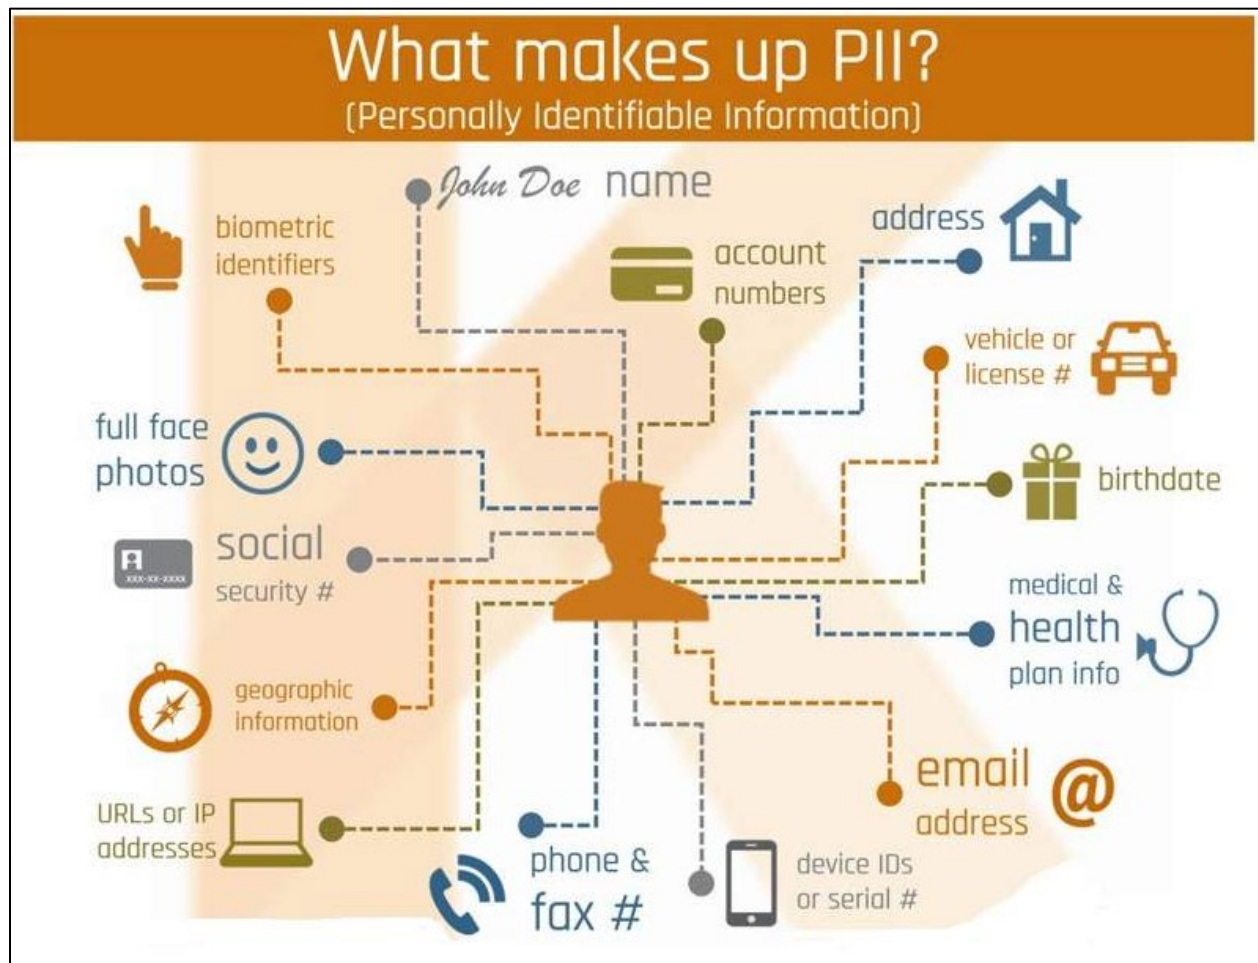 What makes up PII?
(Personally Identifiable Information)
John Doe name
biometric
identifiers
account
numbers
address
vehicle or
license #
full face
photos
birthdate
XXX-XX-XXXX
social
security #
medical &
health
plan info
geographic
information
email
address
@
URLs or IP
addresses
phone &
fax #
device IDs
or serial #